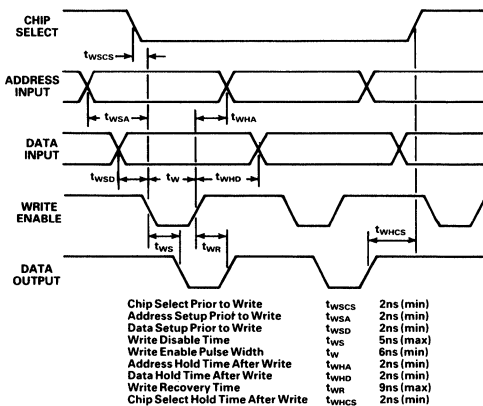 CHIP
SELECT
tWSCS
ADDRESS
INPUT
tWSA
tWHA
DATA
INPUT
tWSD
tW
tWHD
WRITE
ENABLE
tWS
tWR
tWHCS
DATA
OUTPUT
Chip Select Prior to Write tWSCS 2ns (min)
Address Setup Prior to Write tWSA 2ns (min)
Data Setup Prior to Write tWSD 2ns (min)
Write Disable Time tWS 5ns (max)
Write Enable Pulse Width tW 6ns (min)
Address Hold Time After Write tWHA 2ns (min)
Data Hold Time After Write tWHD 2ns (min)
Write Recovery Time tWR 9ns (max)
Chip Select Hold Time After Write tWHCS 2ns (min)